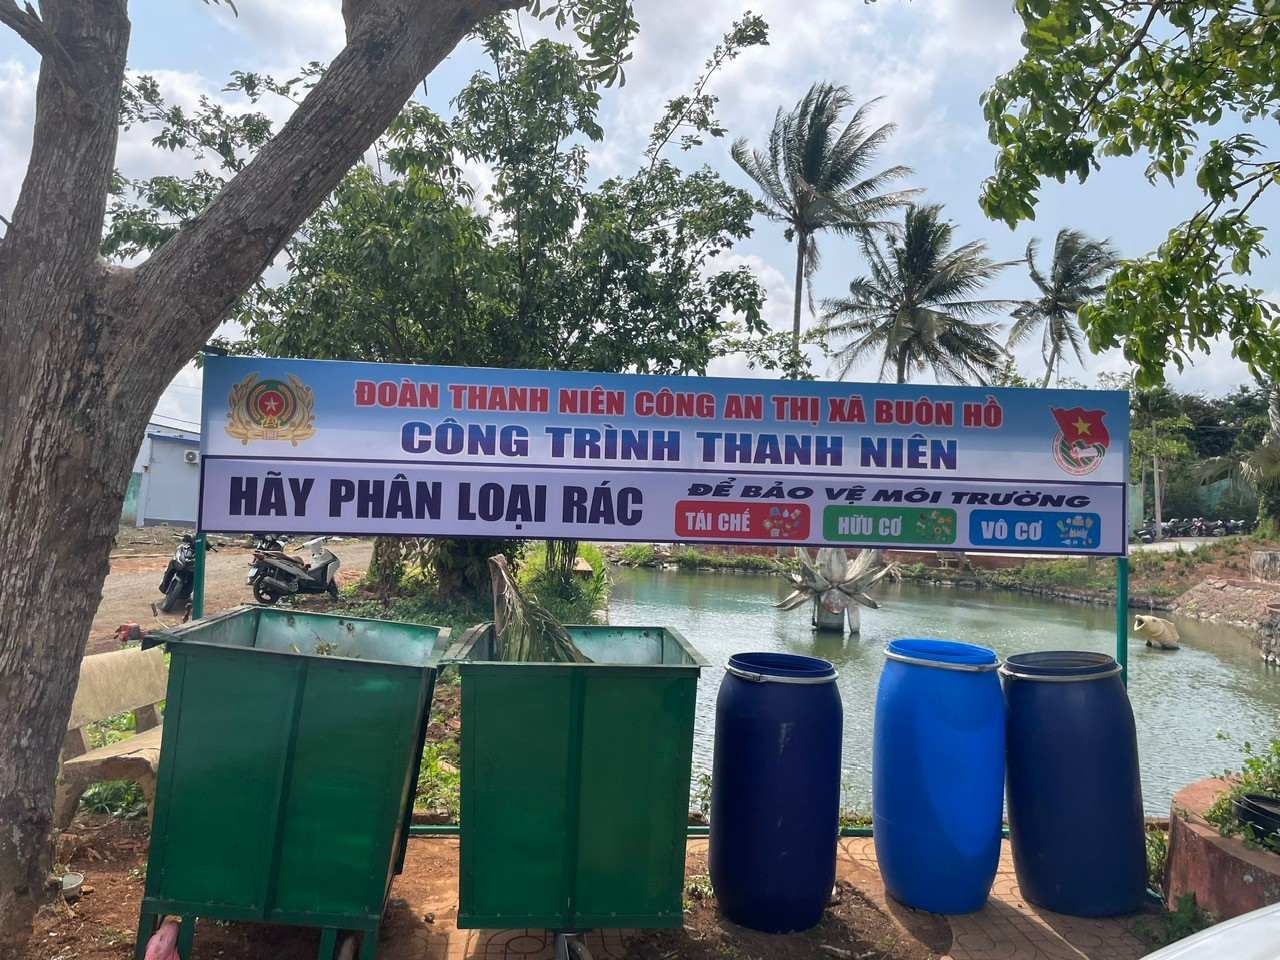 ĐOÀN THANH NIÊN CÔNG AN THỊ XÃ BUÔN HỒ
CÔNG TRÌNH THANH NIÊN
HÃY PHÂN LOẠI RÁC
ĐỂ BẢO VỆ MÔI TRƯỜNG
TÁI CHẾ
HỮU CƠ
VÔ CƠ